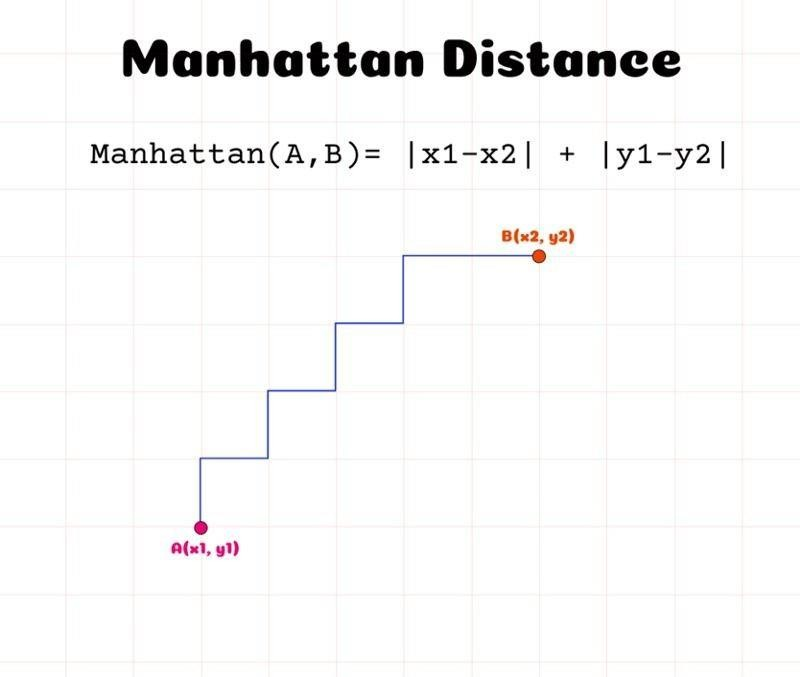 Manhattan Distance
Manhattan(A,B)= |x1-x2| + |y1-y2|
B(x2, y2)
A(x1, y1)